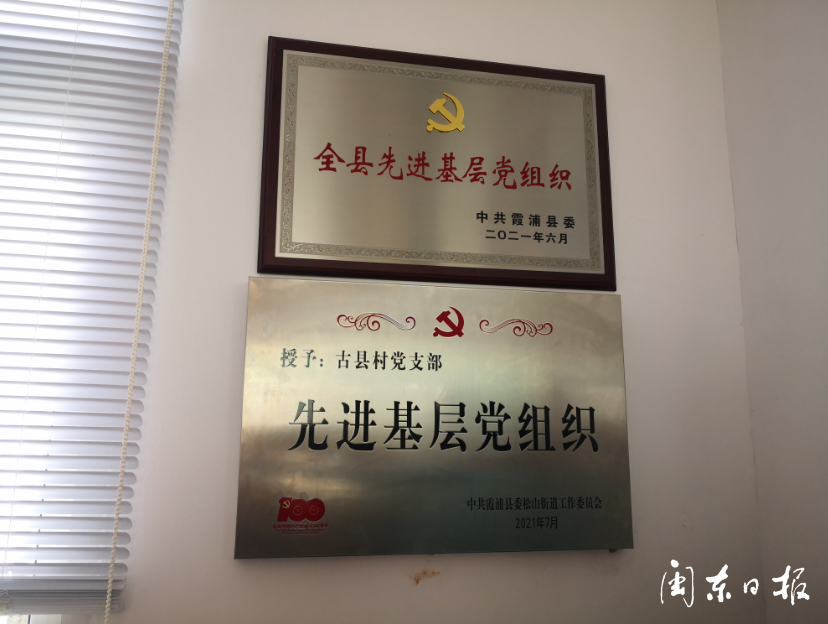 全县先进基层党组织
中共霞浦县委
二〇二一年六月
授予：古县村党支部
先进基层党组织
100
中共霞浦县委松山街道工作委员会
2021年7月
闽东日报